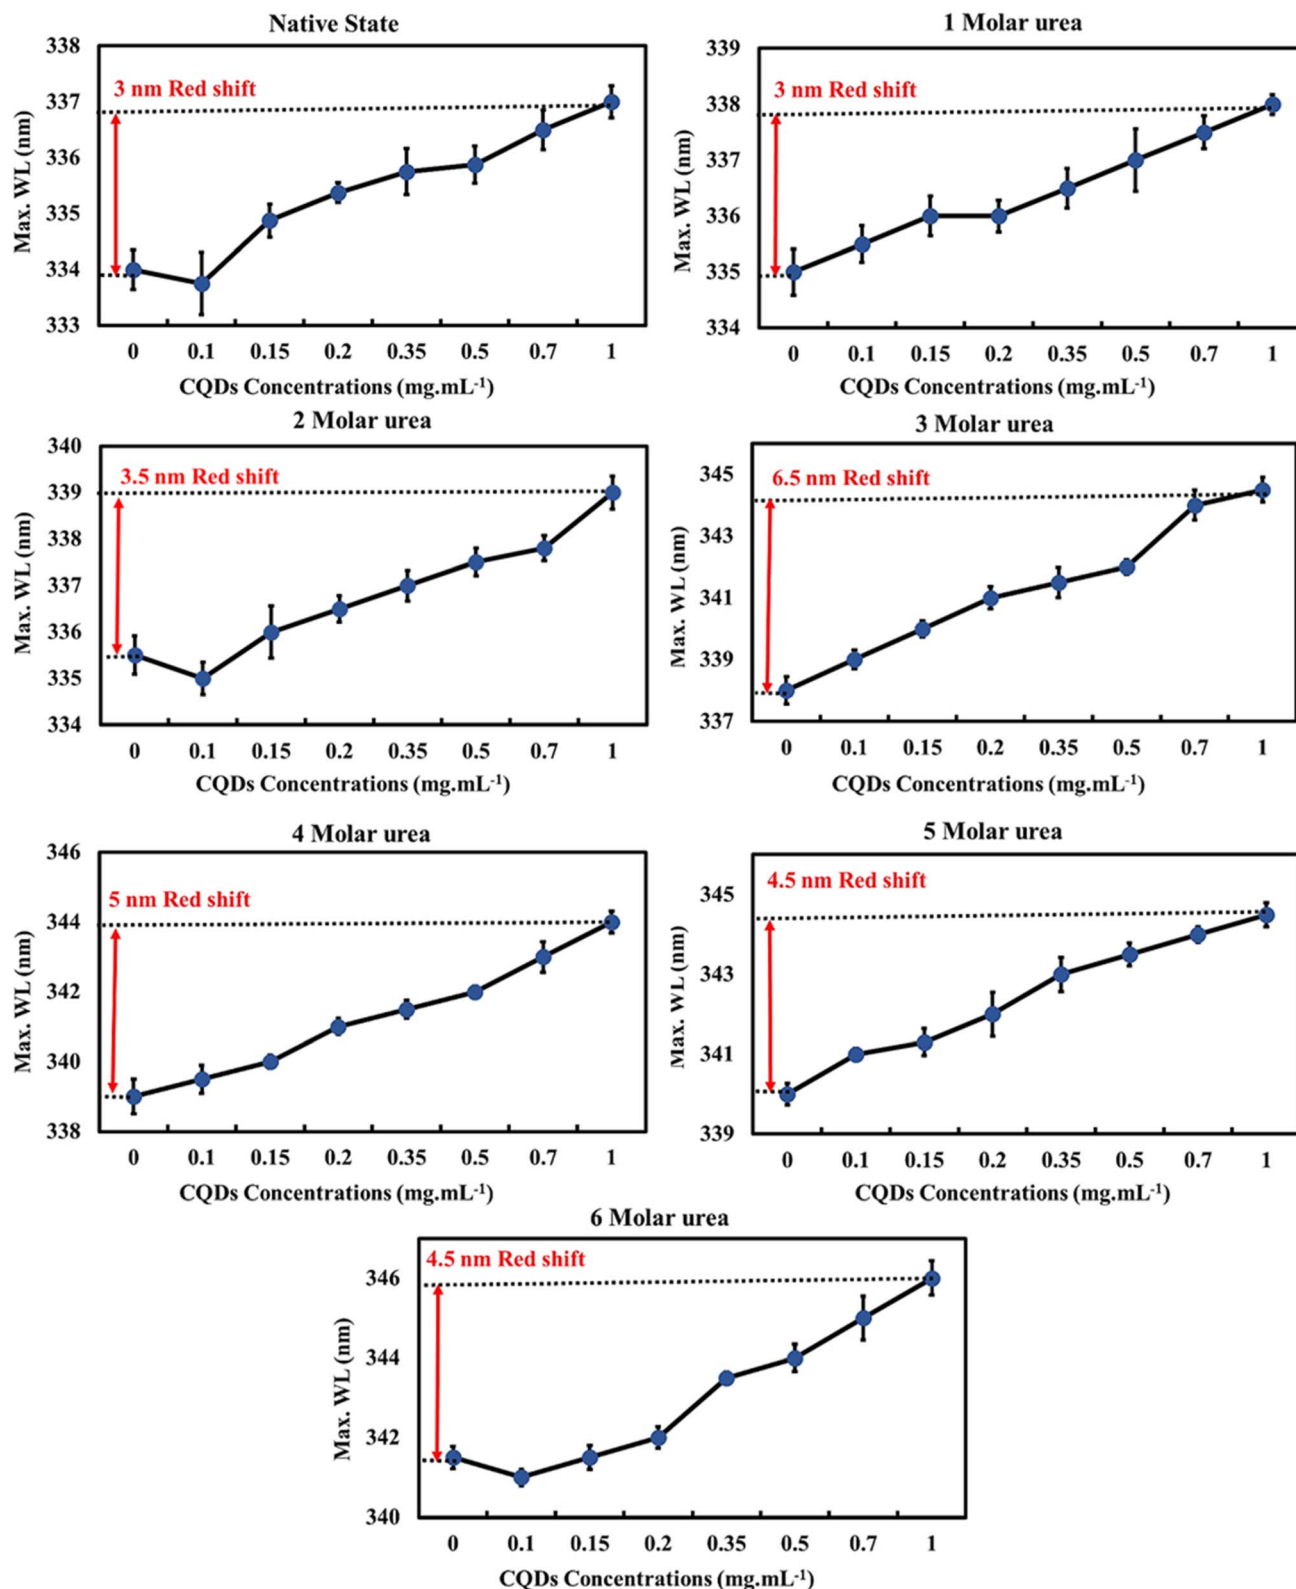 Native State
338
337
336
335
334
333
3 nm Red shift
Max. WL (nm)
0 0.1 0.15 0.2 0.35 0.5 0.7 1
CQDs Concentrations (mg.mL⁻¹)
1 Molar urea
339
338
337
336
335
334
3 nm Red shift
Max. WL (nm)
0 0.1 0.15 0.2 0.35 0.5 0.7 1
CQDs Concentrations (mg.mL⁻¹)
2 Molar urea
340
339
338
337
336
335
334
3.5 nm Red shift
Max. WL (nm)
0 0.1 0.15 0.2 0.35 0.5 0.7 1
CQDs Concentrations (mg.mL⁻¹)
3 Molar urea
345
343
341
339
337
6.5 nm Red shift
Max. WL (nm)
0 0.1 0.15 0.2 0.35 0.5 0.7 1
CQDs Concentrations (mg.mL⁻¹)
4 Molar urea
346
344
342
340
338
5 nm Red shift
Max. WL (nm)
0 0.1 0.15 0.2 0.35 0.5 0.7 1
CQDs Concentrations (mg.mL⁻¹)
5 Molar urea
345
343
341
339
4.5 nm Red shift
Max. WL (nm)
0 0.1 0.15 0.2 0.35 0.5 0.7 1
CQDs Concentrations (mg.mL⁻¹)
6 Molar urea
346
344
342
340
4.5 nm Red shift
Max. WL (nm)
0 0.1 0.15 0.2 0.35 0.5 0.7 1
CQDs Concentrations (mg.mL⁻¹)